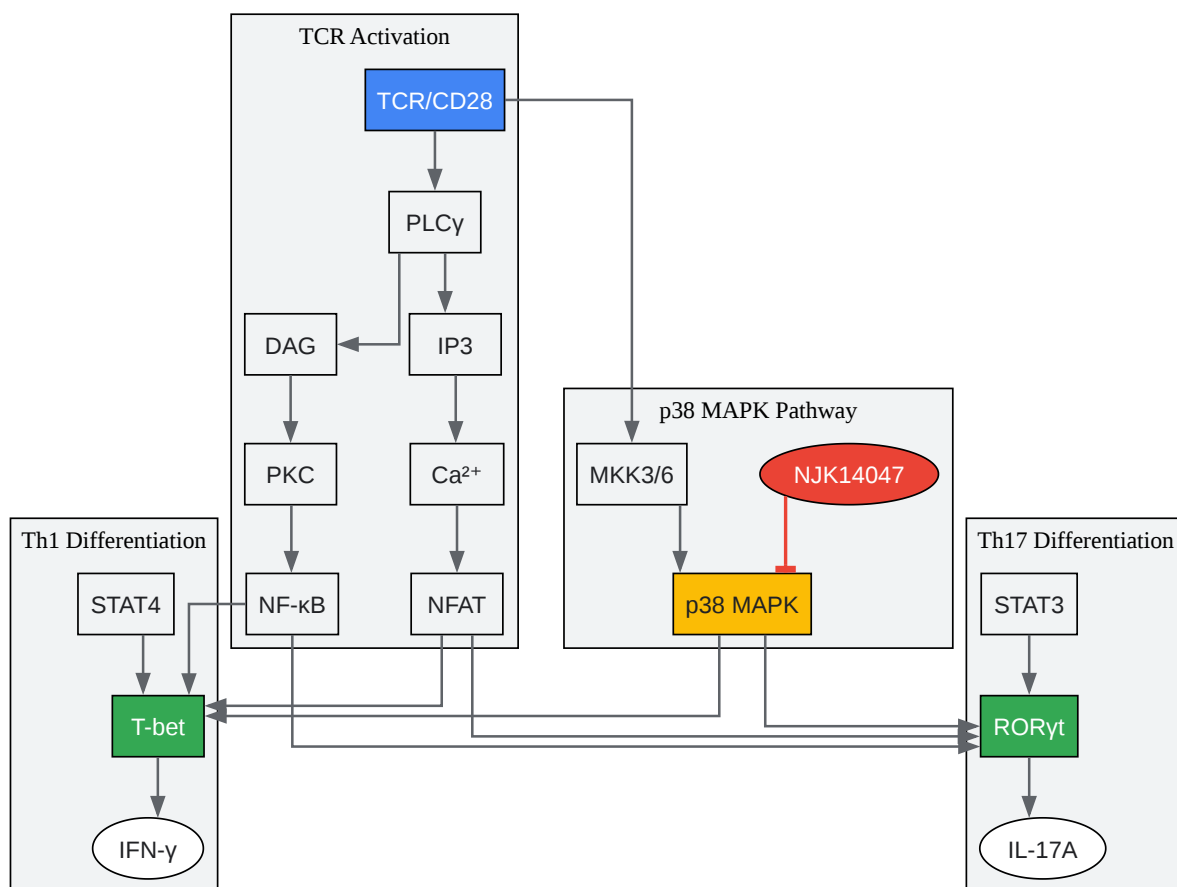 TCR Activation
TCR/CD28
PLCγ
DAG
IP3
p38 MAPK Pathway
PKC
Ca²⁺
MKK3/6
NJK14047
Th1 Differentiation
Th17 Differentiation
STAT4
NF-κB
NFAT
p38 MAPK
STAT3
T-bet
RORγt
IFN-γ
IL-17A